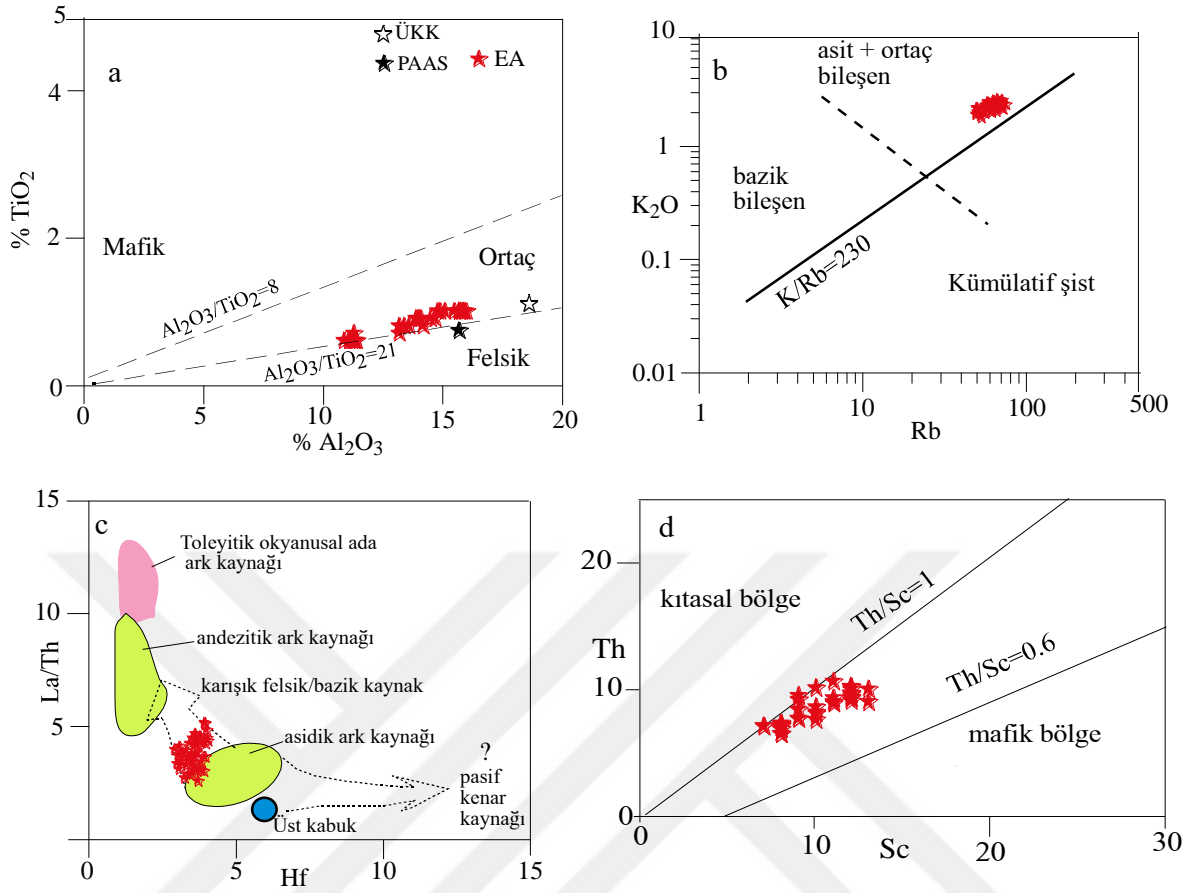 a
5
4
2
0
% TiO2
☆ÜKK
★PAAS
★EA
Mafik
Ortaç
Felsik
Al2O3/TiO2=8
Al2O3/TiO2=21
0
5
10
15
20
% Al2O3
b
10
1
K2O
0.1
0.01
asit + ortaç
bileşen
bazik
bileşen
K/Rb=230
Kümülatif şist
1
10
100
500
Rb
c
15
10
5
La/Th
Toleyitik okyanusal ada
ark kaynağı
andezitik ark kaynağı
karışık felsik/bazik kaynak
asidik ark kaynağı
?
pasif
kenar
kaynağı
Üst kabuk
0
5
10
15
Hf
d
20
Th
10
0
kıtasal bölge
Th/Sc=1
Th/Sc=0.6
mafik bölge
10
20
30
Sc